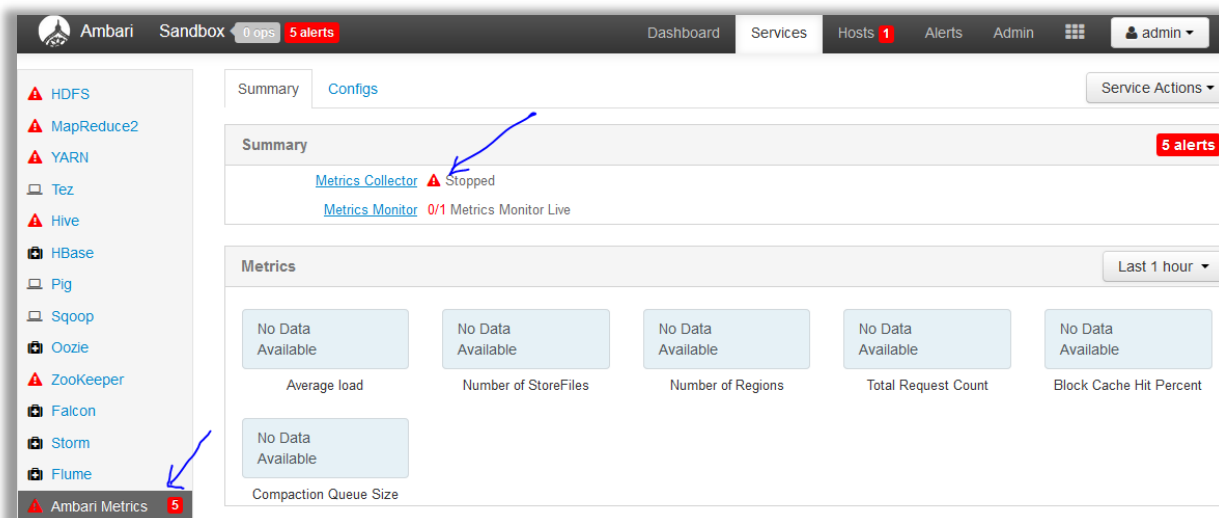 Ambari Sandbox 0 ops 5 alerts Dashboard Services Hosts 1 Alerts Admin admin
HDFS
MapReduce2
YARN
Tez
Hive
HBase
Pig
Sqoop
Oozie
ZooKeeper
Falcon
Storm
Flume
Ambari Metrics 5
Summary Configs Service Actions
Summary 5 alerts
Metrics Collector Stopped
Metrics Monitor 0/1 Metrics Monitor Live
Metrics Last 1 hour
No Data
Available
Average load
No Data
Available
Number of StoreFiles
No Data
Available
Number of Regions
No Data
Available
Total Request Count
No Data
Available
Block Cache Hit Percent
No Data
Available
Compaction Queue Size